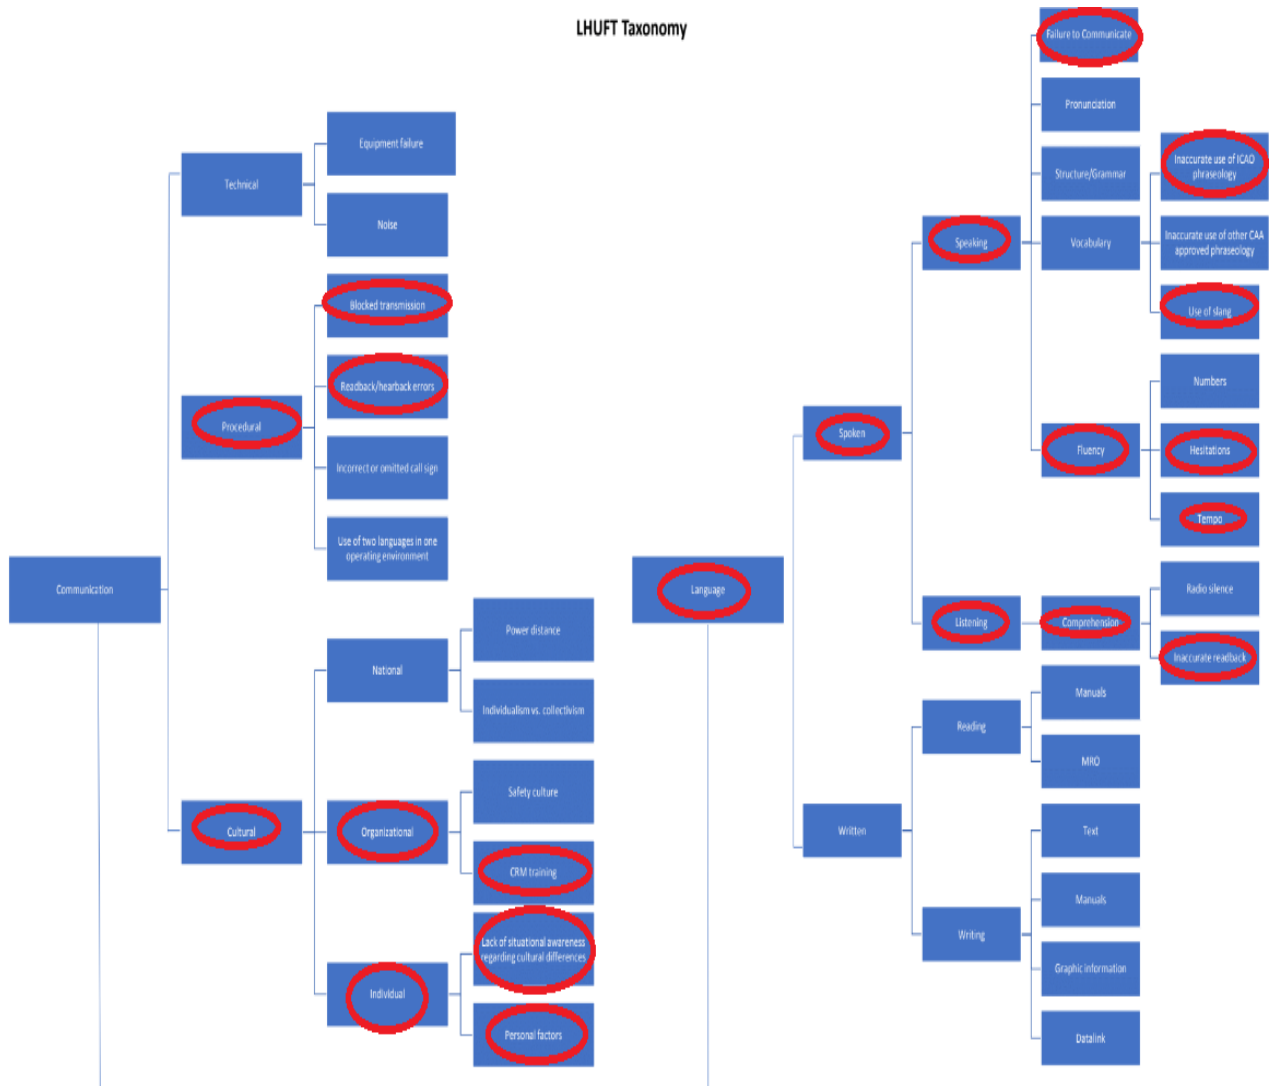 LHUFT Taxonomy
Communication
Technical
Equipment failure
Noise
Procedural
Blocked transmission
Readback/hearback errors
Incorrect or omitted call sign
Use of two languages in one
operating environment
Cultural
National
Power distance
Individualism vs. collectivism
Organizational
Safety culture
CRM training
Individual
Lack of situational awareness
regarding cultural differences
Personal factors
Language
Spoken
Speaking
Failure to Communicate
Pronunciation
Structure/Grammar
Vocabulary
Inaccurate use of ICAO
phraseology
Inaccurate use of other CAA
approved phraseology
Use of slang
Fluency
Numbers
Hesitations
Tempo
Listening
Comprehension
Radio silence
Inaccurate readback
Written
Reading
Manuals
MRO
Writing
Text
Manuals
Graphic information
Datalink